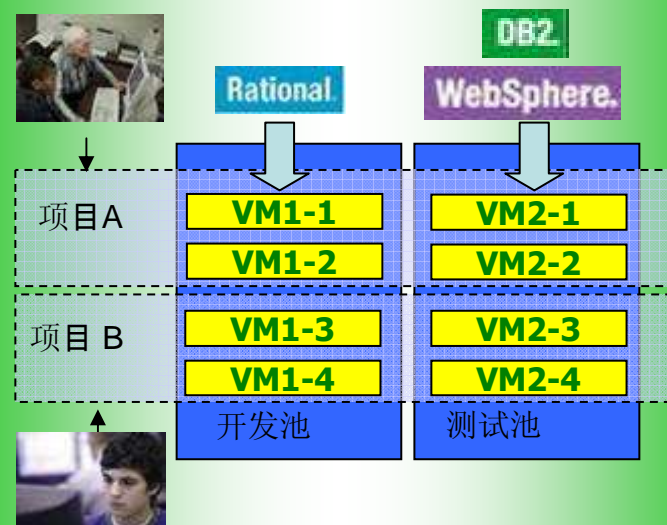 DB2.
Rational.
WebSphere.
项目A
VM1-1
VM2-1
VM1-2
VM2-2
项目 B
VM1-3
VM2-3
VM1-4
VM2-4
开发池
测试池